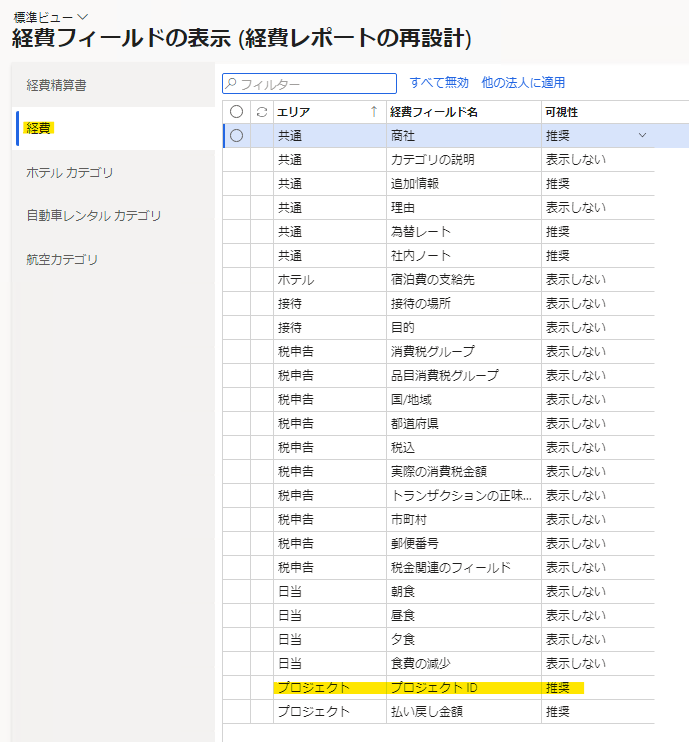 標準ビュー
経費フィールドの表示 (経費レポートの再設計)
経費精算書
経費
ホテル カテゴリ
自動車レンタル カテゴリ
航空カテゴリ
フィルター すべて無効 他の法人に適用
エリア ↑ 経費フィールド名 可視性
共通 商社 推奨
共通 カテゴリの説明 表示しない
共通 追加情報 推奨
共通 理由 表示しない
共通 為替レート 推奨
共通 社内ノート 推奨
ホテル 宿泊費の支給先 表示しない
接待 接待の場所 表示しない
接待 目的 表示しない
税申告 消費税グループ 表示しない
税申告 品目消費税グループ 表示しない
税申告 国/地域 表示しない
税申告 都道府県 表示しない
税申告 税込 表示しない
税申告 実際の消費税金額 表示しない
税申告 トランザクションの正味... 表示しない
税申告 市町村 表示しない
税申告 郵便番号 表示しない
税申告 税金関連のフィールド 表示しない
日当 朝食 表示しない
日当 昼食 表示しない
日当 夕食 表示しない
日当 食費の減少 表示しない
プロジェクト プロジェクト ID 推奨
プロジェクト 払い戻し金額 推奨